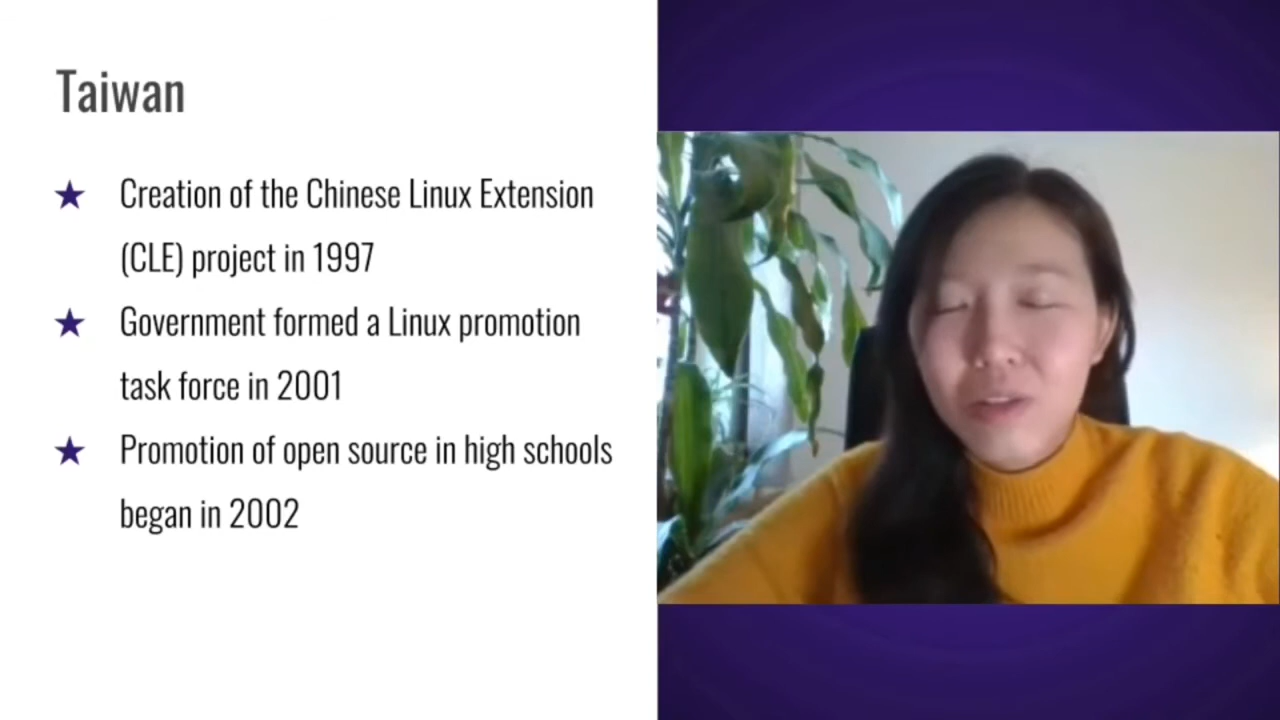 Taiwan
Creation of the Chinese Linux Extension
(CLE) project in 1997
Government formed a Linux promotion
task force in 2001
Promotion of open source in high schools
began in 2002